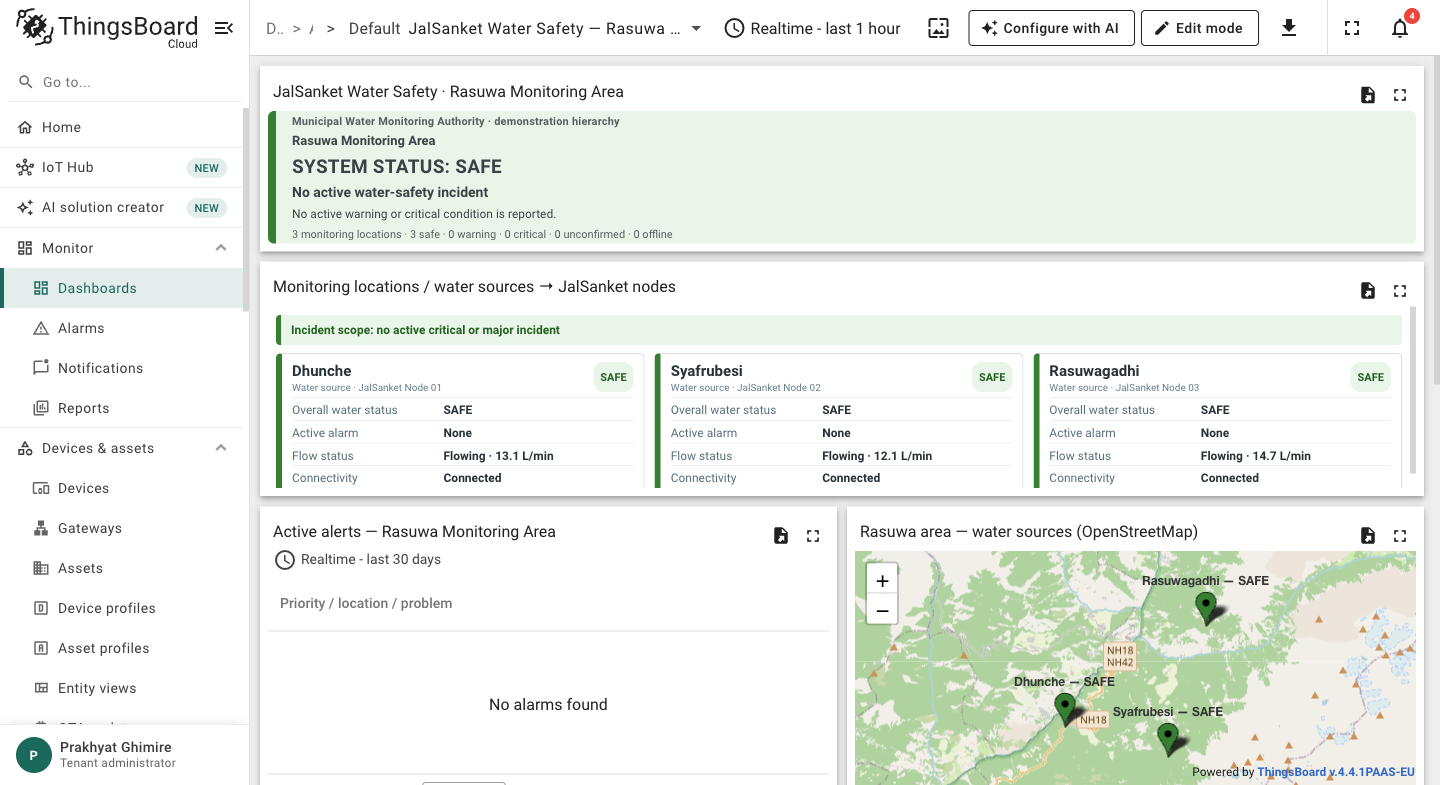 ThingsBoard
Cloud
D.. > A > Default JalSanket Water Safety — Rasuwa ...
Realtime - last 1 hour
Configure with AI
Edit mode
4
Go to...
Home
IoT Hub NEW
AI solution creator NEW
Monitor
Dashboards
Alarms
Notifications
Reports
Devices & assets
Devices
Gateways
Assets
Device profiles
Asset profiles
Entity views
P
Prakhyat Ghimire
Tenant administrator
JalSanket Water Safety · Rasuwa Monitoring Area
Municipal Water Monitoring Authority · demonstration hierarchy
Rasuwa Monitoring Area
SYSTEM STATUS: SAFE
No active water-safety incident
No active warning or critical condition is reported.
3 monitoring locations · 3 safe · 0 warning · 0 critical · 0 unconfirmed · 0 offline
Monitoring locations / water sources → JalSanket nodes
Incident scope: no active critical or major incident
Dhunche
Water source · JalSanket Node 01
SAFE
Overall water status SAFE
Active alarm None
Flow status Flowing · 13.1 L/min
Connectivity Connected
Syafrubesi
Water source · JalSanket Node 02
SAFE
Overall water status SAFE
Active alarm None
Flow status Flowing · 12.1 L/min
Connectivity Connected
Rasuwagadhi
Water source · JalSanket Node 03
SAFE
Overall water status SAFE
Active alarm None
Flow status Flowing · 14.7 L/min
Connectivity Connected
Active alerts — Rasuwa Monitoring Area
Realtime - last 30 days
Priority / location / problem
No alarms found
Rasuwa area — water sources (OpenStreetMap)
+
−
Rasuwagadhi — SAFE
NH18
NH42
Dhunche — SAFE
NH18
Syafrubesi — SAFE
Powered by ThingsBoard v.4.4.1PAAS-EU